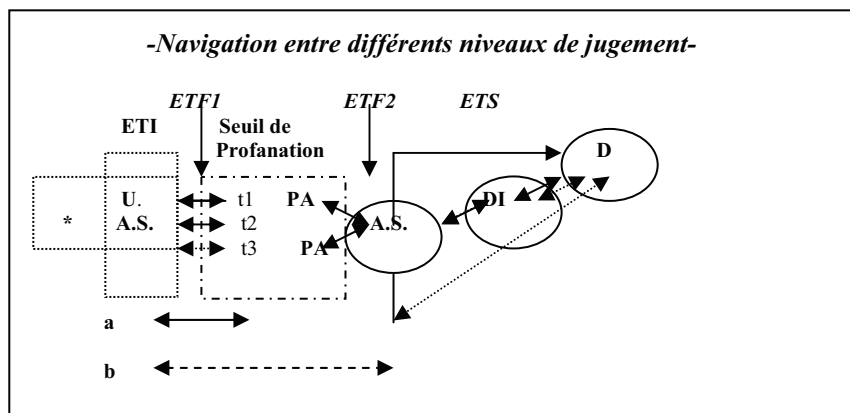 -Navigation entre différents niveaux de jugement-
ETF1 ETF2 ETS
ETI Seuil de
Profanation D
U. t1 PA DI
* A.S. t2 A.S.
t3 PA
a
b